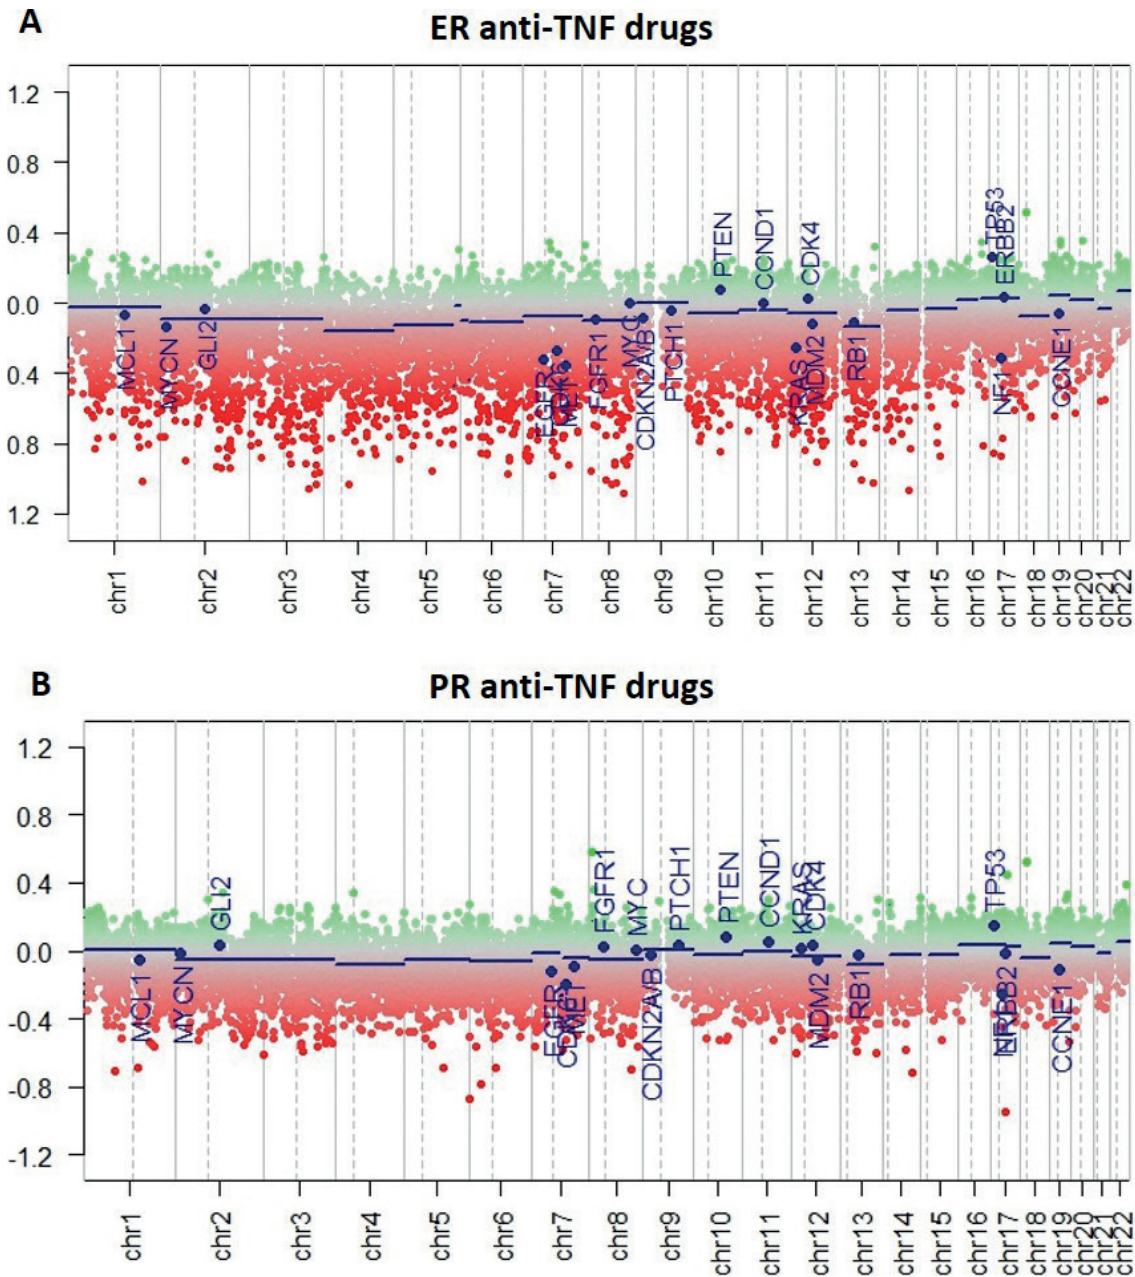 A
ER anti-TNF drugs
1.2
0.8
0.4
0.0
0.4
0.8
1.2
MCL1
MYCN
GLI2
EGFR
CDK6
MET
FGFR1
MYC
CDKN2A/B
PTCH1
PTEN
CCND1
KRAS
CDK4
MDM2
RB1
TP53
NF1
ERBB2
CCNE1
chr1
chr2
chr3
chr4
chr5
chr6
chr7
chr8
chr9
chr10
chr11
chr12
chr13
chr14
chr15
chr16
chr17
chr18
chr19
chr20
chr21
chr22
B
PR anti-TNF drugs
1.2
0.8
0.4
0.0
-0.4
-0.8
-1.2
MCL1
MYCN
GLI2
EGFR
CDK6
MET
FGFR1
MYC
CDKN2A/B
PTCH1
PTEN
CCND1
KRAS
CDK4
MDM2
RB1
TP53
NF1
ERBB2
CCNE1
chr1
chr2
chr3
chr4
chr5
chr6
chr7
chr8
chr9
chr10
chr11
chr12
chr13
chr14
chr15
chr16
chr17
chr18
chr19
chr20
chr21
chr22